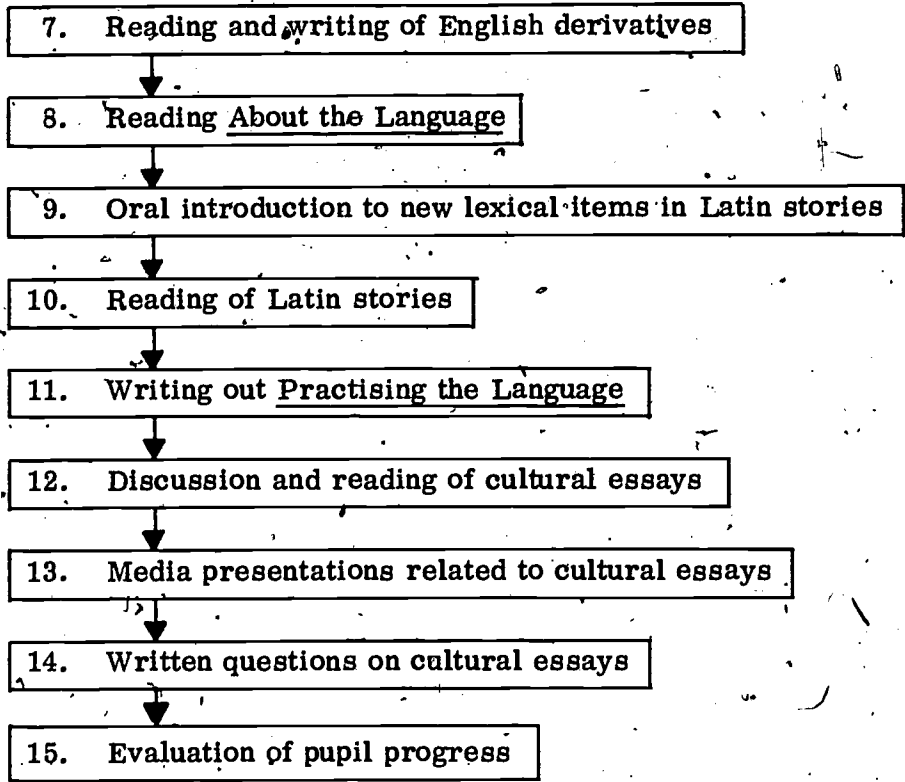 7. Reading and writing of English derivatives
8. Reading About the Language
9. Oral introduction to new lexical items in Latin stories
10. Reading of Latin stories
11. Writing out Practising the Language
12. Discussion and reading of cultural essays
13. Media presentations related to cultural essays
14. Written questions on cultural essays
15. Evaluation of pupil progress